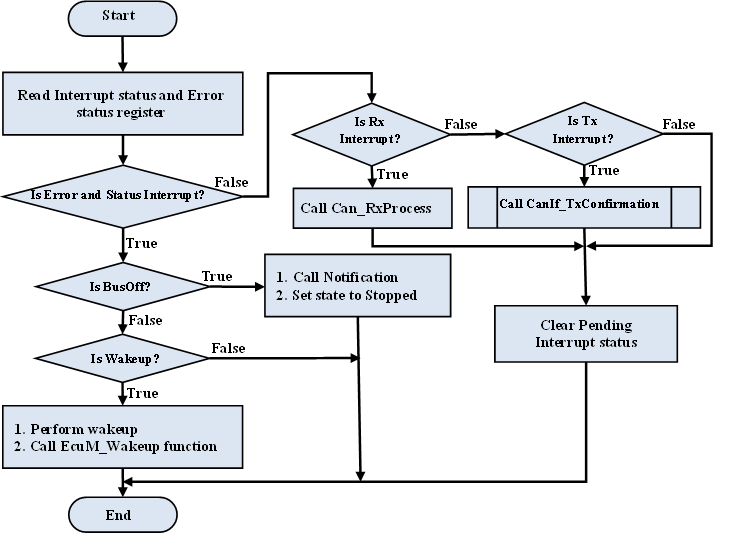 Start
Read Interrupt status and Error
status register
Is Error and Status Interrupt?
False
True
Is Rx
Interrupt?
False
True
Is Tx
Interrupt?
False
True
Call Can_RxProcess
Call CanIf_TxConfirmation
Is BusOff?
True
False
1. Call Notification
2. Set state to Stopped
Clear Pending
Interrupt status
Is Wakeup?
False
True
1. Perform wakeup
2. Call EcuM_Wakeup function
End